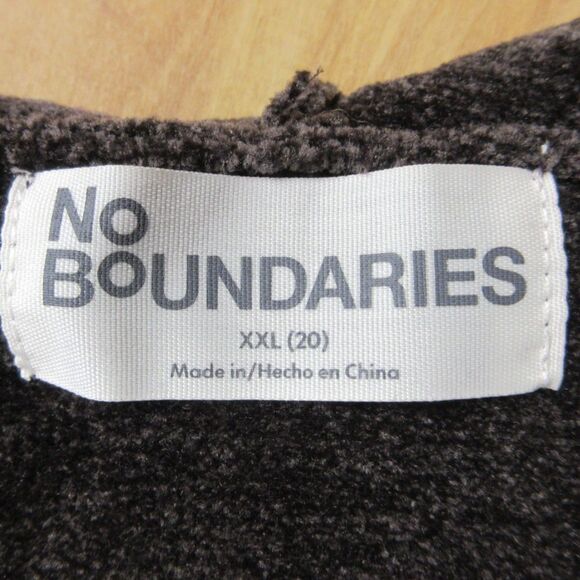 No
BoUNDARIES
XXL (20)
Made in/Hecho en China